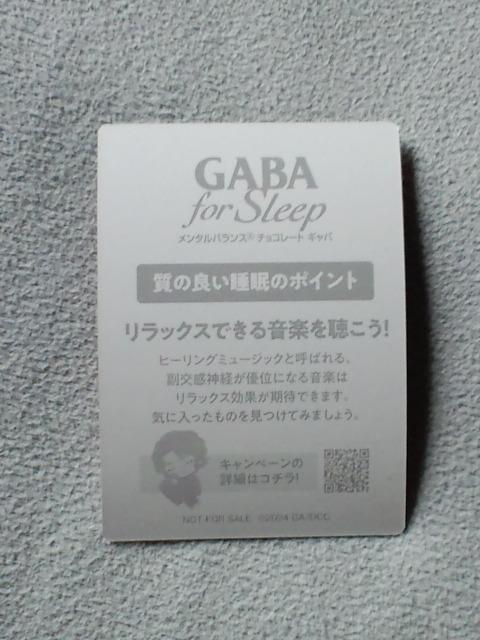 GABA
for Sleep
メンタルバランス® チョコレート ギャバ
質の良い睡眠のポイント
リラックスできる音楽を聴こう!
ヒーリングミュージックと呼ばれる、
副交感神経が優位になる音楽は
リラックス効果が期待できます。
気に入ったものを見つけてみましょう。
キャンペーンの
詳細はコチラ!
NOT FOR SALE ©2024